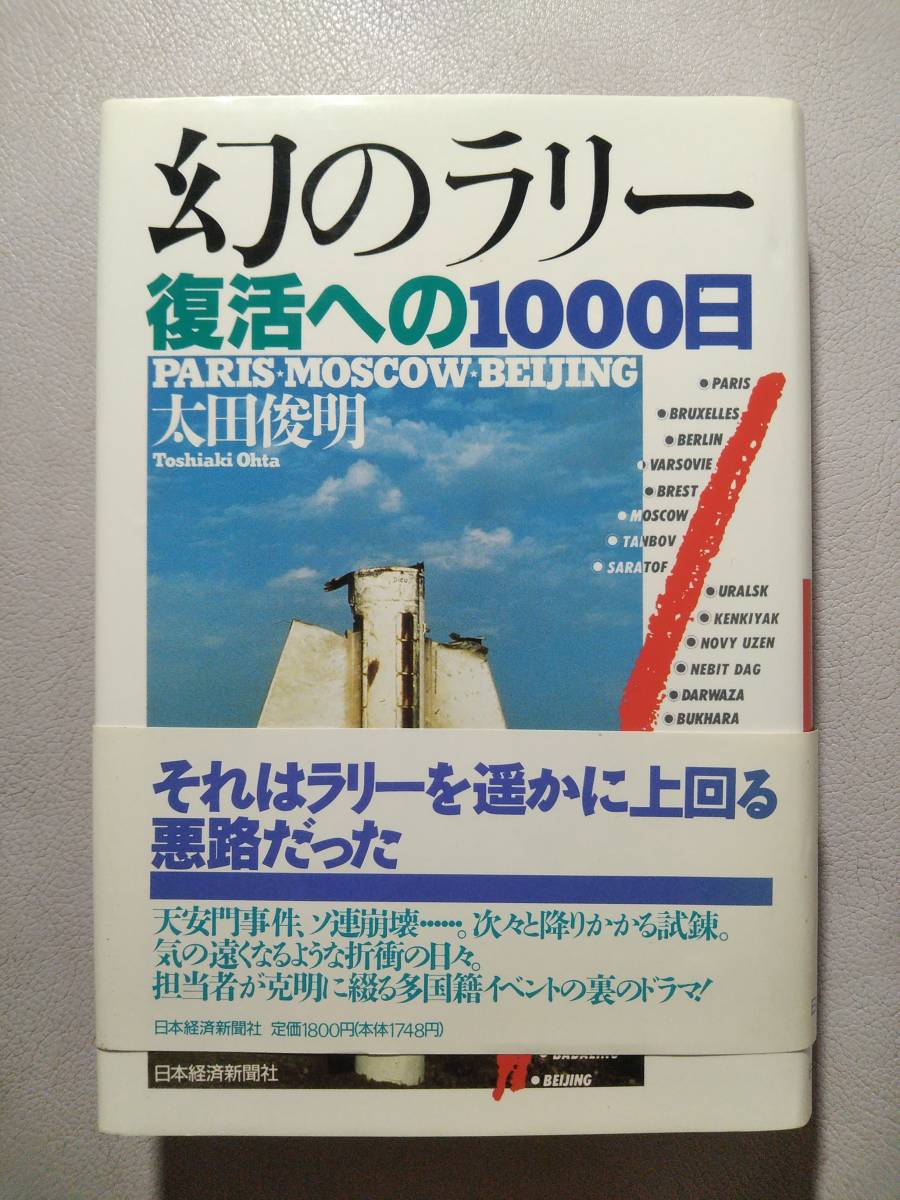 幻のラリー
復活への1000日
PARIS★MOSCOW★BEIJING
太田俊明
Toshiaki Ohta
PARIS
BRUXELLES
BERLIN
VARSOVIE
BREST
MOSCOW
TANBOV
SARATOF
URALSK
KENKIYAK
NOVY UZEN
NEBIT DAG
DARWAZA
BUKHARA
それはラリーを遥かに上回る
悪路だった
天安門事件、ソ連崩壊……。次々と降りかかる試錬。
気の遠くなるような折衝の日々。
担当者が克明に綴る多国籍イベントの裏のドラマ!
日本経済新聞社 定価1800円(本体1748円)
BEIJING
日本経済新聞社